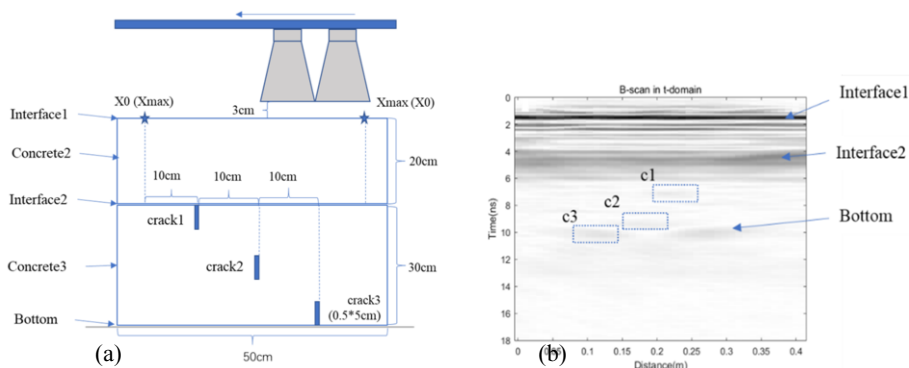 X0 (Xmax)
Xmax(X0)
3cm
Interface1
Concrete2
20cm
10cm
10cm
10cm
Interface2
crack1
crack2
Concrete3
30cm
crack3
(0.5*5cm)
Bottom
50cm
(a)
B-scan in t-domain
0
2
4
6
8
10
12
14
16
18
Time(ns)
c1
c2
c3
Interface1
Interface2
Bottom
0
0.05
0.1
0.15
0.2
0.25
0.3
0.35
0.4
Distance(m)
(b)